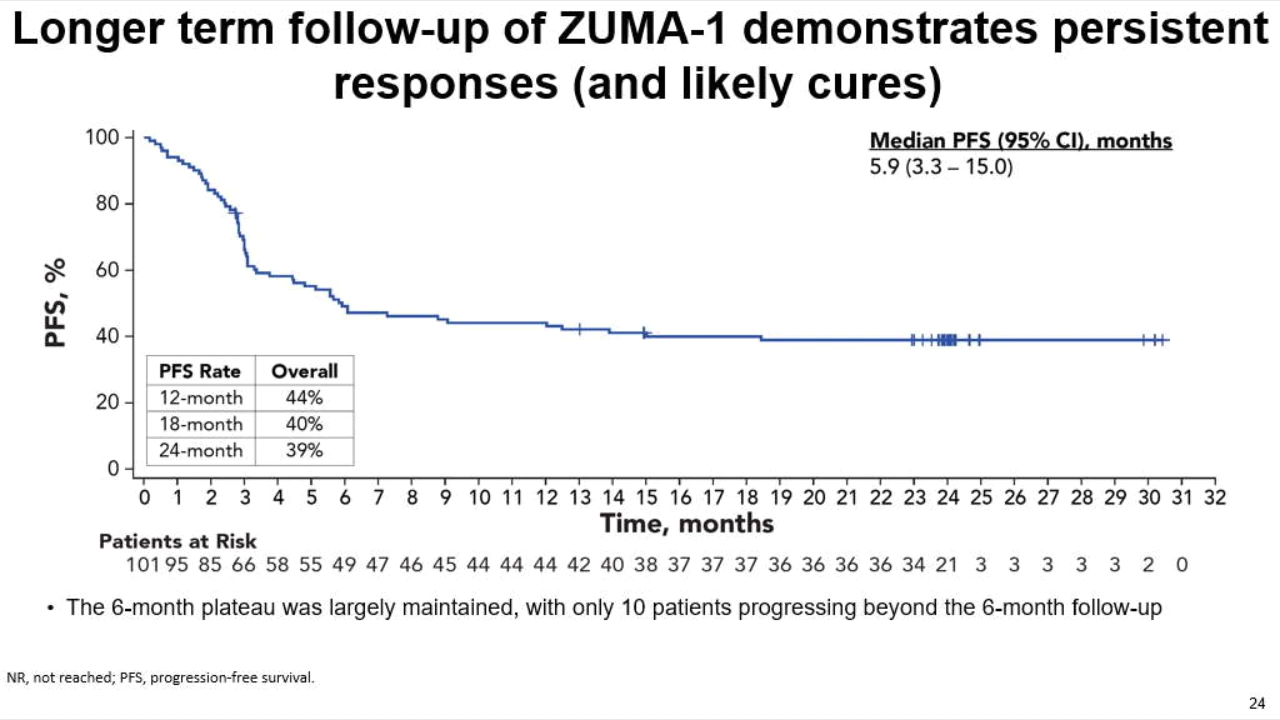 Longer term follow-up of ZUMA-1 demonstrates persistent
responses (and likely cures)
Median PFS (95% CI), months
5.9 (3.3 – 15.0)
PFS, %
100
80
60
40
20
0
PFS Rate Overall
12-month 44%
18-month 40%
24-month 39%
0 1 2 3 4 5 6 7 8 9 10 11 12 13 14 15 16 17 18 19 20 21 22 23 24 25 26 27 28 29 30 31 32
Time, months
Patients at Risk
101 95 85 66 58 55 49 47 46 45 44 44 44 42 40 38 37 37 37 36 36 36 36 34 21 3 3 3 3 3 2 0
• The 6-month plateau was largely maintained, with only 10 patients progressing beyond the 6-month follow-up
NR, not reached; PFS, progression-free survival.
24